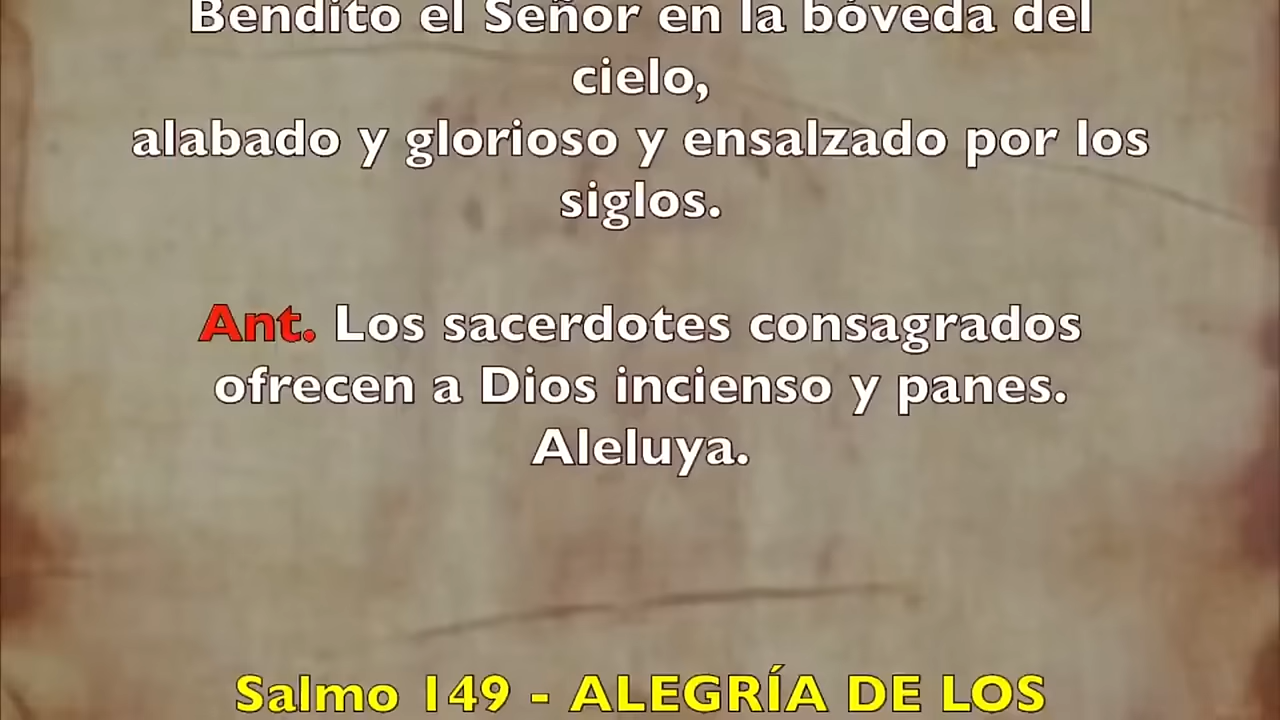 Bendito el Señor en la bóveda del
cielo,
alabado y glorioso y ensalzado por los
siglos.
Ant. Los sacerdotes consagrados
ofrecen a Dios incienso y panes.
Aleluya.
Salmo 149 - ALEGRÍA DE LOS